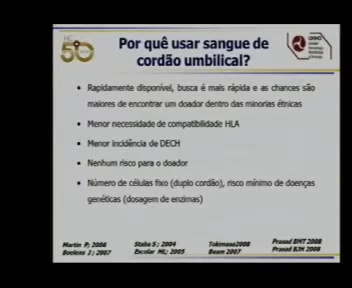 Por quê usar sangue de
cordão umbilical?
• Rapidamente disponível, busca é mais rápida e as chances são
maiores de encontrar um doador dentro das minorias étnicas
• Menor necessidade de compatibilidade HLA
• Menor incidência de DECH
• Nenhum risco para o doador
• Número de células fixo (duplo cordão), risco mínimo de doenças
genéticas (dosagem de enzimas)
Martin P; 2006
Boelens J; 2007
Staba S; 2004
Escolar ML; 2005
Tokimasa2008
Beam 2007
Prasad BMT 2008
Prasad BJH 2008